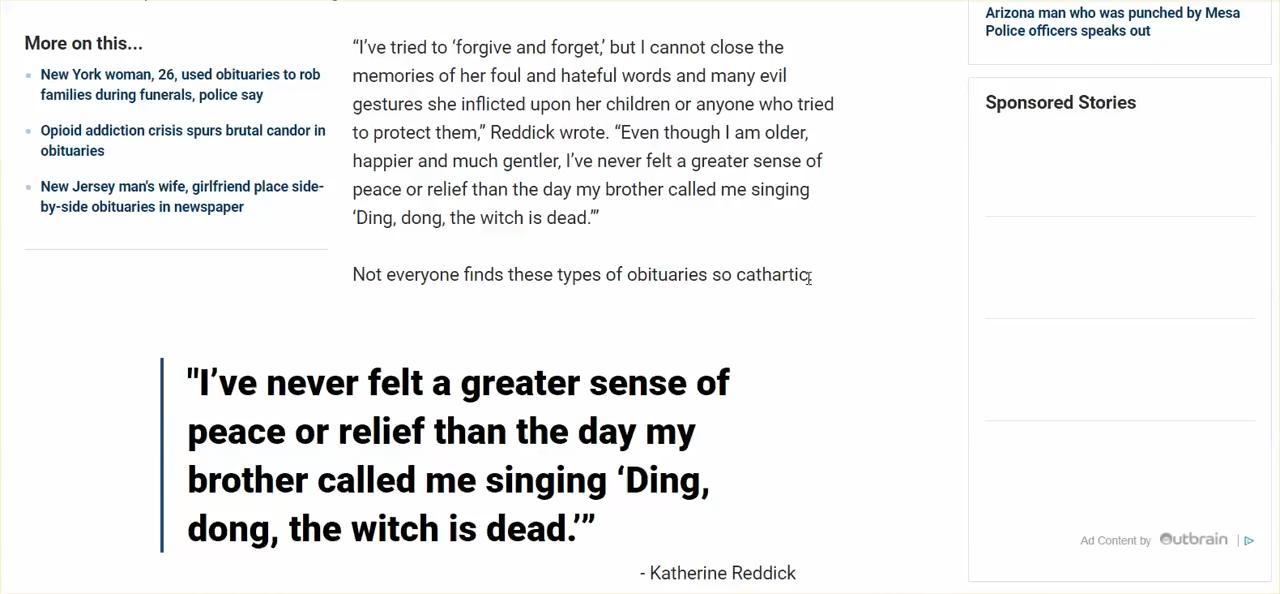 More on this...
New York woman, 26, used obituaries to rob
families during funerals, police say
Opioid addiction crisis spurs brutal candor in
obituaries
New Jersey man's wife, girlfriend place side-
by-side obituaries in newspaper
“I’ve tried to ‘forgive and forget,’ but I cannot close the
memories of her foul and hateful words and many evil
gestures she inflicted upon her children or anyone who tried
to protect them,” Reddick wrote. “Even though I am older,
happier and much gentler, I’ve never felt a greater sense of
peace or relief than the day my brother called me singing
‘Ding, dong, the witch is dead.’”
Not everyone finds these types of obituaries so cathartic.
"I’ve never felt a greater sense of
peace or relief than the day my
brother called me singing ‘Ding,
dong, the witch is dead.’”
- Katherine Reddick
Arizona man who was punched by Mesa
Police officers speaks out
Sponsored Stories
Ad Content by Outbrain